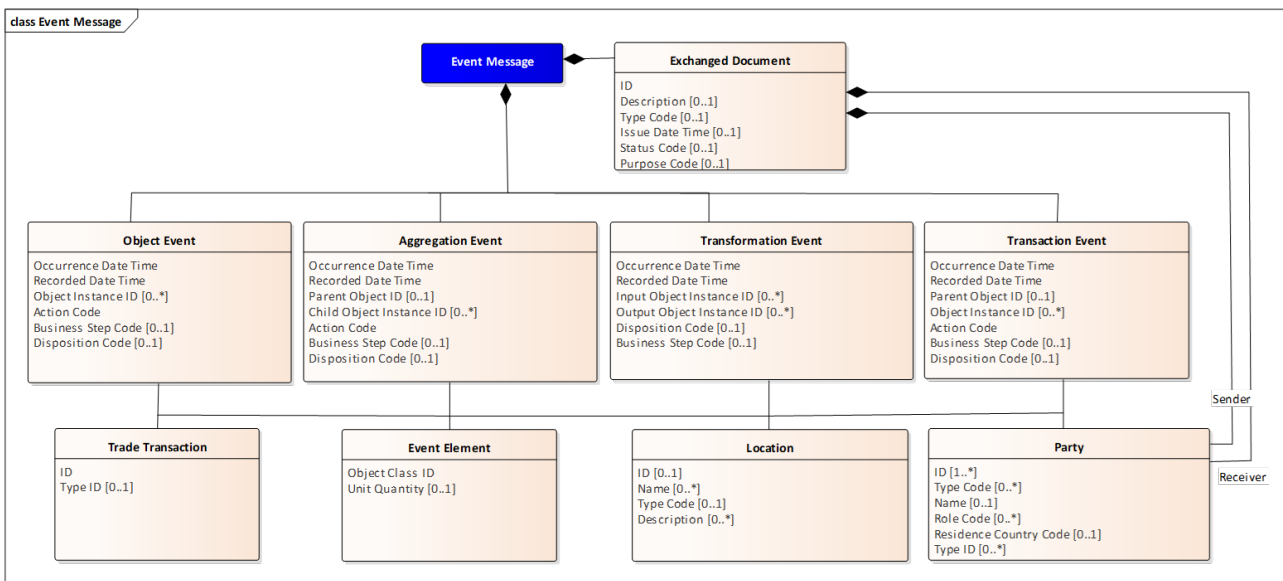 class Event Message
Event Message
Exchanged Document
ID
Description [0..1]
Type Code [0..1]
Issue Date Time [0..1]
Status Code [0..1]
Purpose Code [0..1]
Object Event
Occurrence Date Time
Recorded Date Time
Object Instance ID [0..*]
Action Code
Business Step Code [0..1]
Disposition Code [0..1]
Aggregation Event
Occurrence Date Time
Recorded Date Time
Parent Object ID [0..1]
Child Object Instance ID [0..*]
Action Code
Business Step Code [0..1]
Disposition Code [0..1]
Transformation Event
Occurrence Date Time
Recorded Date Time
Input Object Instance ID [0..*]
Output Object Instance ID [0..*]
Disposition Code [0..1]
Business Step Code [0..1]
Transaction Event
Occurrence Date Time
Recorded Date Time
Parent Object ID [0..1]
Object Instance ID [0..*]
Action Code
Business Step Code [0..1]
Disposition Code [0..1]
Sender
Receiver
Trade Transaction
ID
Type ID [0..1]
Event Element
Object Class ID
Unit Quantity [0..1]
Location
ID [0..1]
Name [0..*]
Type Code [0..1]
Description [0..*]
Party
ID [1..*]
Type Code [0..*]
Name [0..1]
Role Code [0..*]
Residence Country Code [0..1]
Type ID [0..*]